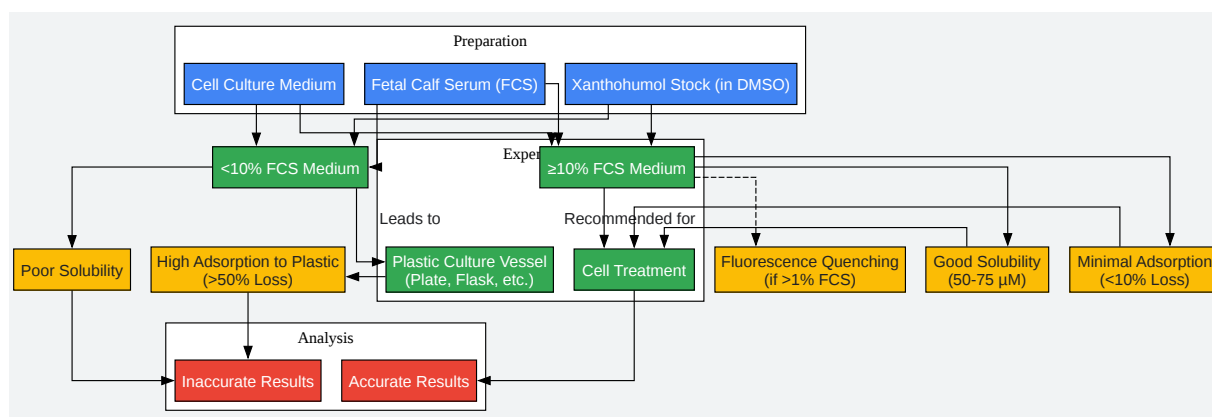 Preparation
Cell Culture Medium
Fetal Calf Serum (FCS)
Xanthohumol Stock (in DMSO)
<10% FCS Medium
Exper
≥10% FCS Medium
Leads to
Recommended for
Poor Solubility
High Adsorption to Plastic
(>50% Loss)
Plastic Culture Vessel
(Plate, Flask, etc.)
Cell Treatment
Fluorescence Quenching
(if >1% FCS)
Good Solubility
(50-75 µM)
Minimal Adsorption
(<10% Loss)
Analysis
Inaccurate Results
Accurate Results